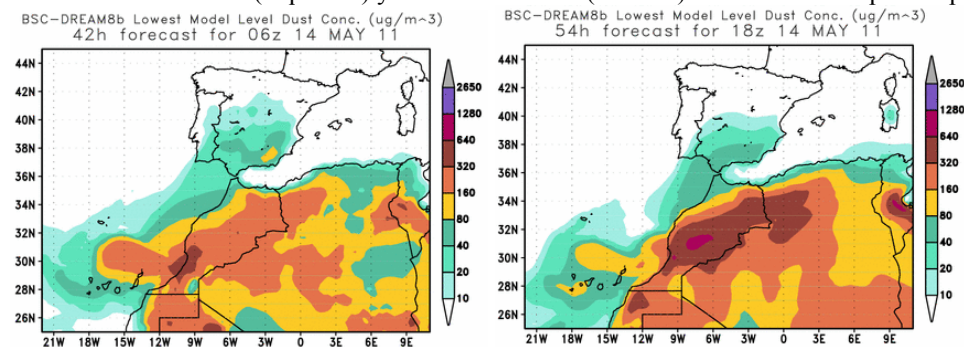 BSC-DREAM8b Lowest Model Level Dust Conc. (ug/m^3)
42h forecast for 06z 14 MAY 11
44N
42N
40N
38N
36N
34N
32N
30N
28N
26N
21W 18W 15W 12W 9W 6W 3W 0 3E 6E 9E
2650
1280
640
320
160
80
40
20
10
BSC-DREAM8b Lowest Model Level Dust Conc. (ug/m^3)
54h forecast for 18z 14 MAY 11
44N
42N
40N
38N
36N
34N
32N
30N
28N
26N
21W 18W 15W 12W 9W 6W 3W 0 3E 6E 9E
2650
1280
640
320
160
80
40
20
10